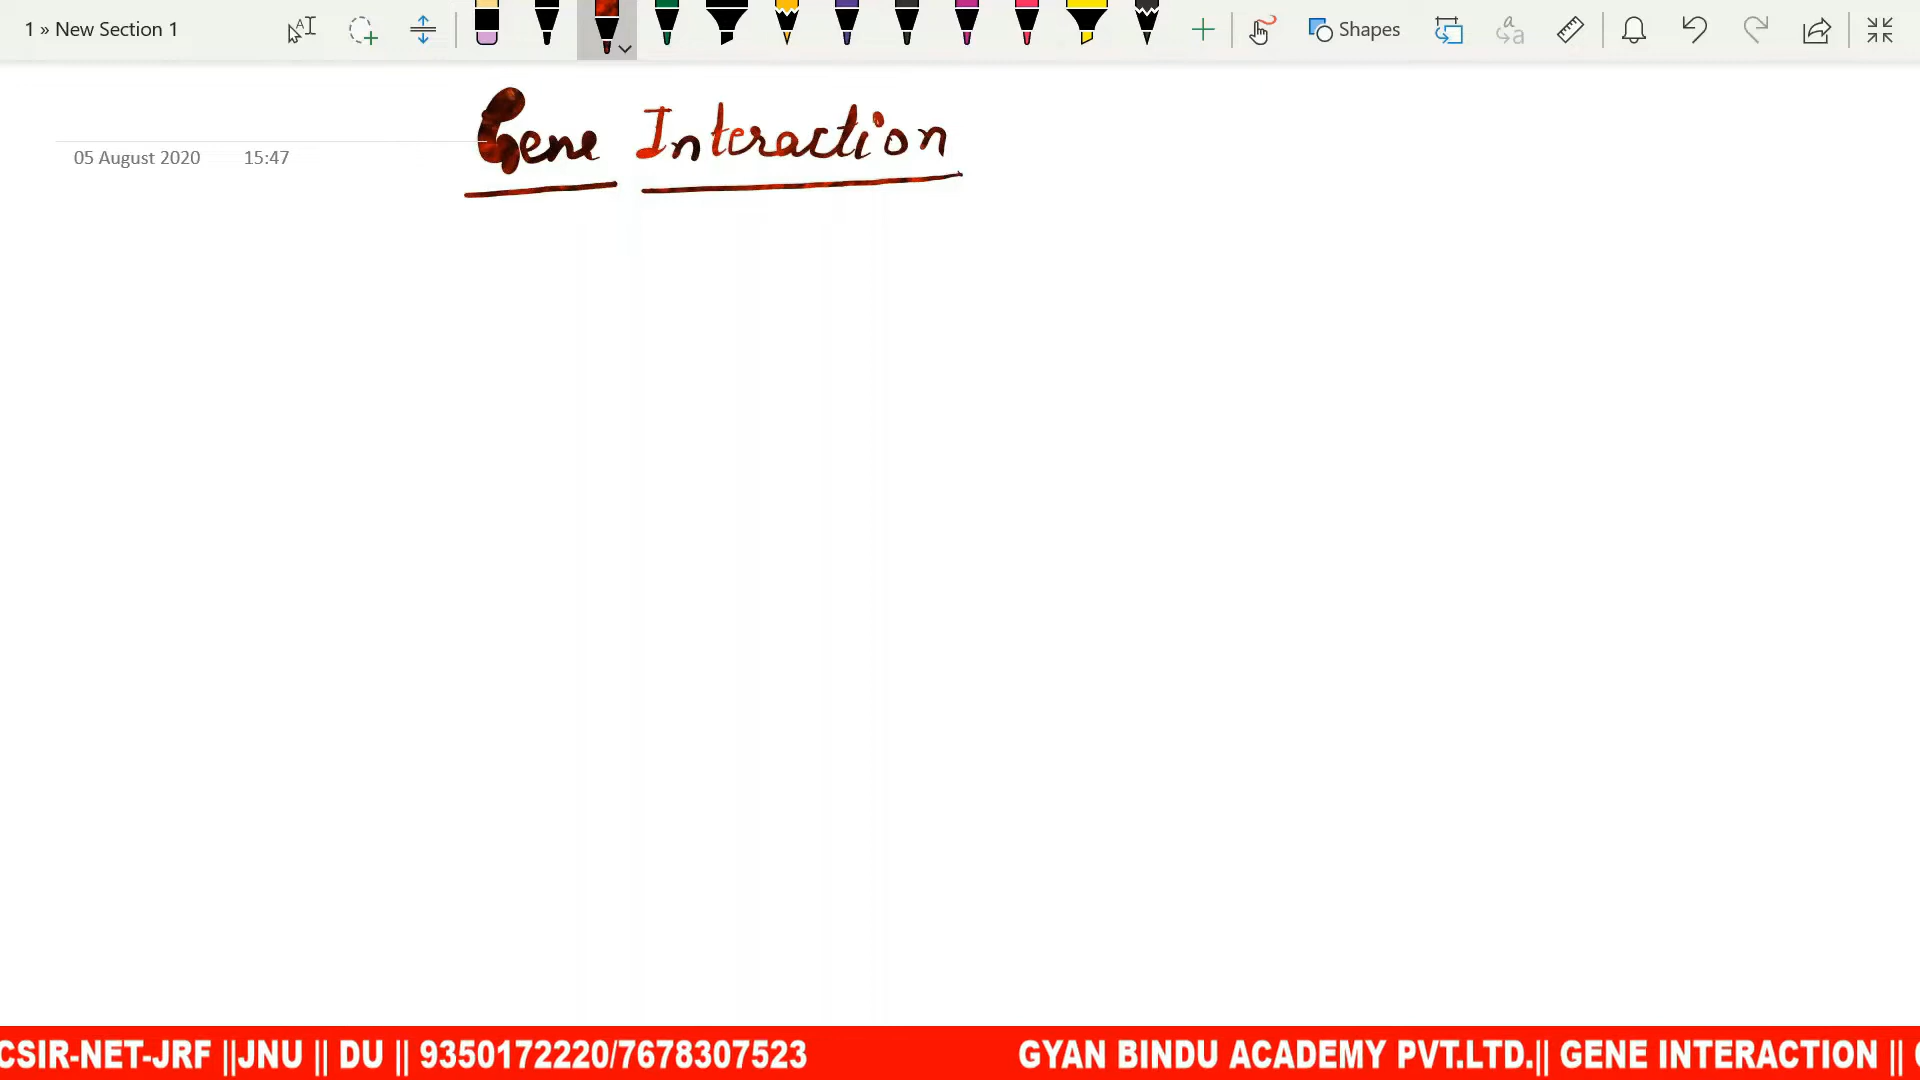 1 » New Section 1
Shapes
Gene Interaction
05 August 2020 15:47
CSIR-NET-JRF ||JNU || DU || 9350172220/7678307523 GYAN BINDU ACADEMY PVT.LTD.|| GENE INTERACTION ||